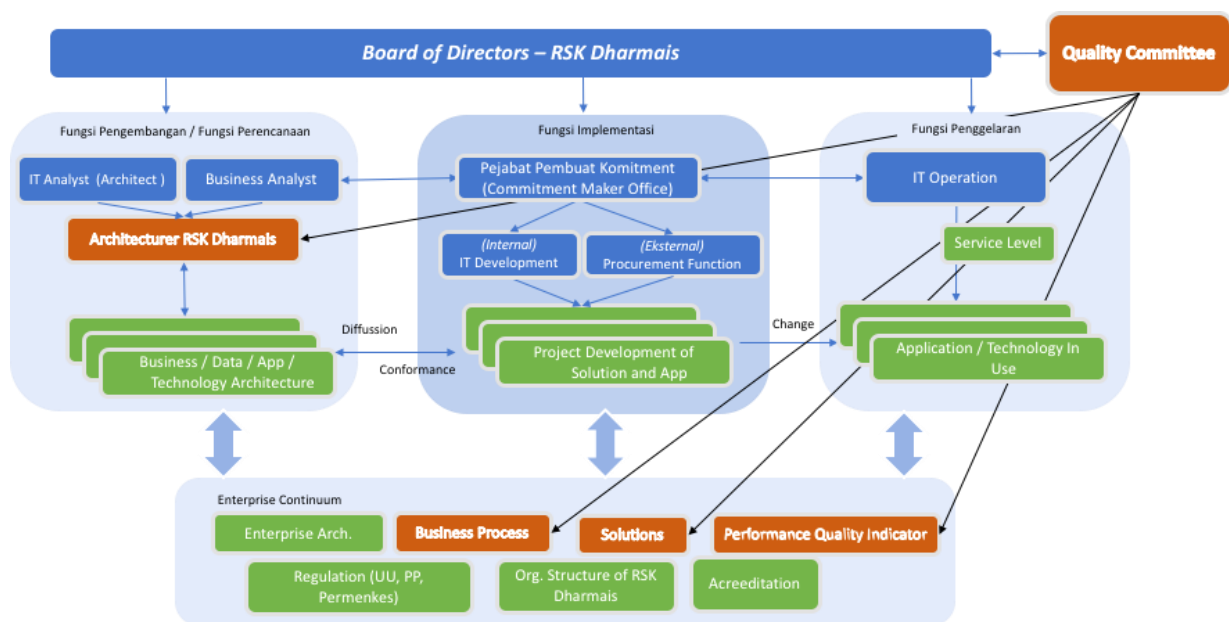 Board of Directors – RSK Dharmais
Quality Committee
Fungsi Pengembangan / Fungsi Perencanaan
IT Analyst (Architect )
Business Analyst
Architecturer RSK Dharmals
Business / Data / App /
Technology Architecture
Diffussion
Conformance
Fungsi Implementasi
Pejabat Pembuat Komitment
(Commitment Maker Office)
(Internal)
IT Development
(Eksternal)
Procurement Function
Project Development of
Solution and App
Change
Fungsi Penggelaran
IT Operation
Service Level
Application / Technology In
Use
Enterprise Continuum
Enterprise Arch.
Business Process
Solutions
Performance Quality Indicator
Regulation (UU, PP,
Permenkes)
Org. Structure of RSK
Dharmais
Acreeditation